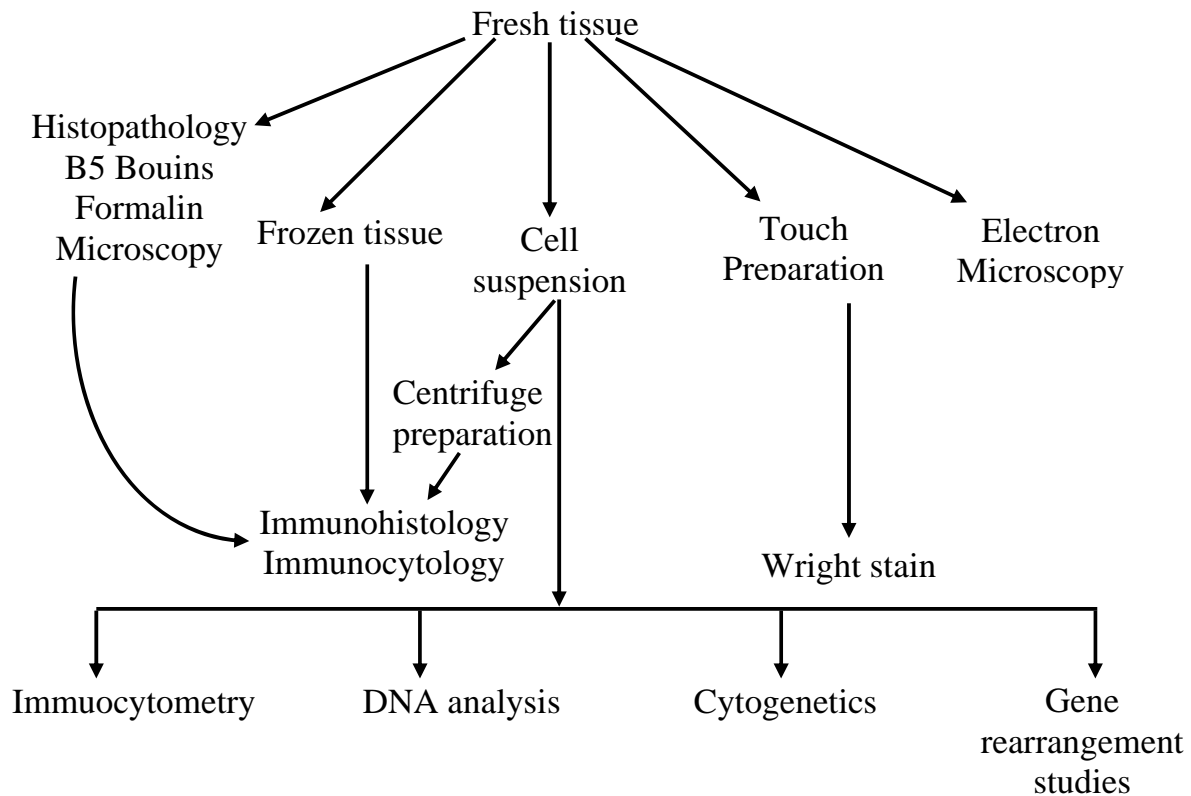 Fresh tissue
Histopathology
B5 Bouins
Formalin
Microscopy
Frozen tissue
Cell
suspension
Touch
Preparation
Electron
Microscopy
Centrifuge
preparation
Immunohistology
Immunocytology
Wright stain
Immuocytometry
DNA analysis
Cytogenetics
Gene
rearrangement
studies